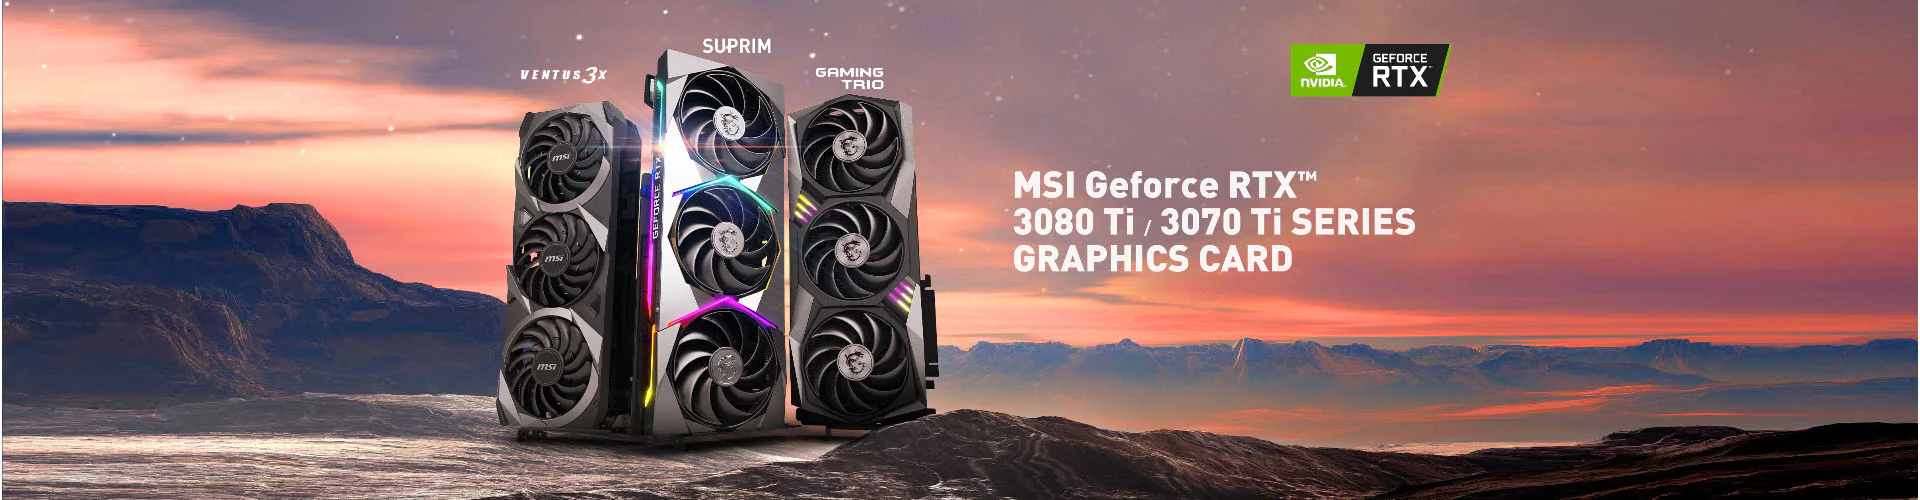 SUPRIM
VENTUS 3X
GAMING
TRIO
NVIDIA.
GEFORCE
RTX™
MSI Geforce RTX™
3080 Ti / 3070 Ti SERIES
GRAPHICS CARD
GEFORCE RTX
msi
msi
msi